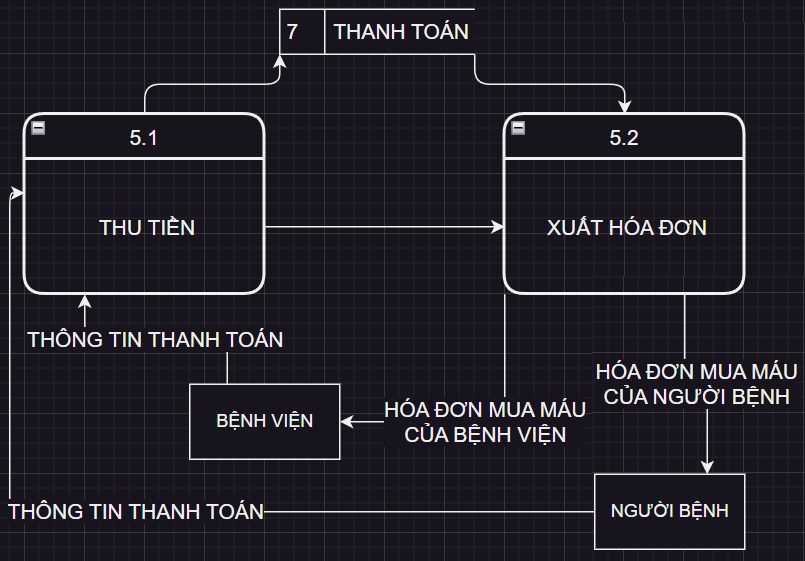 7
THANH TOÁN
5.1
5.2
THU TIỀN
XUẤT HÓA ĐƠN
THÔNG TIN THANH TOÁN
HÓA ĐƠN MUA MÁU
CỦA NGƯỜI BỆNH
BỆNH VIỆN
HÓA ĐƠN MUA MÁU
CỦA BỆNH VIỆN
THÔNG TIN THANH TOÁN
NGƯỜI BỆNH